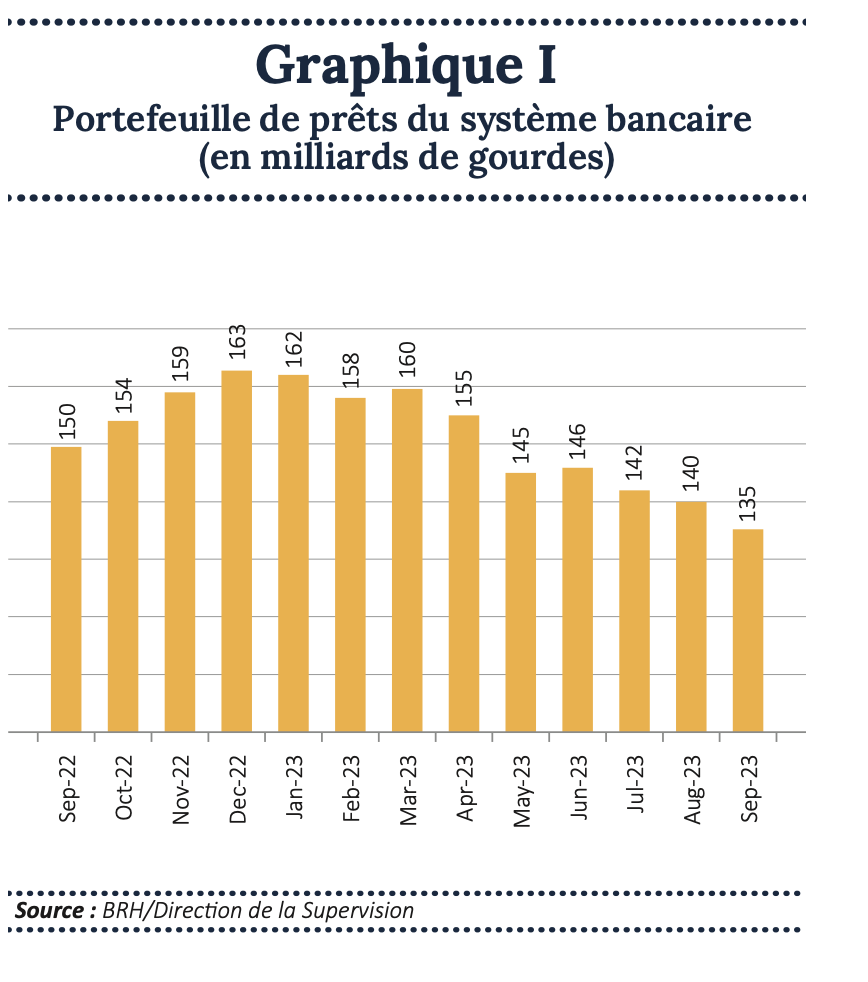 Graphique I
Portefeuille de prêts du système bancaire
(en milliards de gourdes)
150
154
159
163
162
158
160
155
145
146
142
140
135
Sep-22
Oct-22
Nov-22
Dec-22
Jan-23
Feb-23
Mar-23
Apr-23
May-23
Jun-23
Jul-23
Aug-23
Sep-23
Source : BRH/Direction de la Supervision